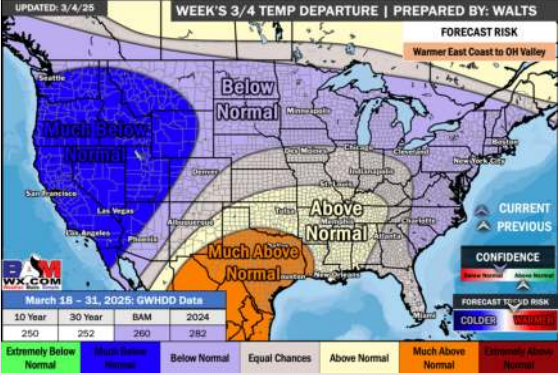 UPDATED: 3/4/25
WEEK'S 3/4 TEMP DEPARTURE | PREPARED BY: WALTS
FORECAST RISK
Warmer East Coast to OH Valley
Seattle
Below
Normal
Minneapolis
Much Below
Normal
Boston
Des Moines
Chicago
Cleveland
New York City
Denver
Indianapolis
San Francisco
St. Louis
Las Vegas
Above
Normal
Tulsa
Memphis
Charlotte
CURRENT
PREVIOUS
Los Angeles
Albuquerque
Phoenix
Atlanta
Much Above
Normal
Houston
New Orleans
CONFIDENCE
Below Normal
Above Normal
BAM
WX.COM
FORECAST TREND RISK
COLDER
WARMER
Miami
March 18 – 31, 2025: GWHDD Data
10 Year 30 Year BAM 2024
250 252 260 282
Extremely Below Normal
Much Below Normal
Below Normal
Equal Chances
Above Normal
Much Above Normal
Extremely Above Normal